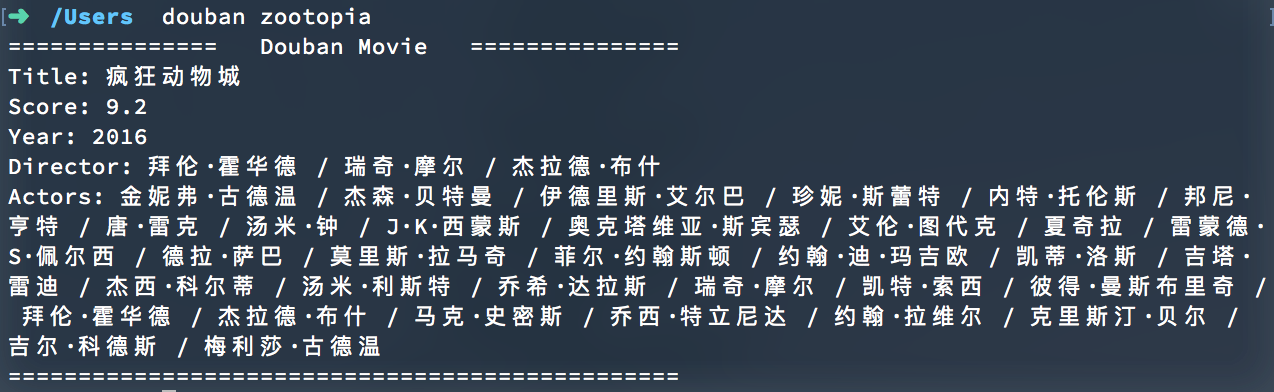 ➜  /Users  douban zootopia
===============   Douban Movie   ===============
Title: 疯狂动物城
Score: 9.2
Year: 2016
Director: 拜伦·霍华德 / 瑞奇·摩尔 / 杰拉德·布什
Actors: 金妮弗·古德温 / 杰森·贝特曼 / 伊德里斯·艾尔巴 / 珍妮·斯蕾特 / 内特·托伦斯 / 邦尼·
亨特 / 唐·雷克 / 汤米·钟 / J·K·西蒙斯 / 奥克塔维亚·斯宾瑟 / 艾伦·图代克 / 夏奇拉 / 雷蒙德·
S·佩尔西 / 德拉·萨巴 / 莫里斯·拉马奇 / 菲尔·约翰斯顿 / 约翰·迪·玛吉欧 / 凯蒂·洛斯 / 吉塔·
雷迪 / 杰西·科尔蒂 / 汤米·利斯特 / 乔希·达拉斯 / 瑞奇·摩尔 / 凯特·索西 / 彼得·曼斯布里奇 /
拜伦·霍华德 / 杰拉德·布什 / 马克·史密斯 / 乔西·特立尼达 / 约翰·拉维尔 / 克里斯汀·贝尔 /
吉尔·科德斯 / 梅利莎·古德温
================================================